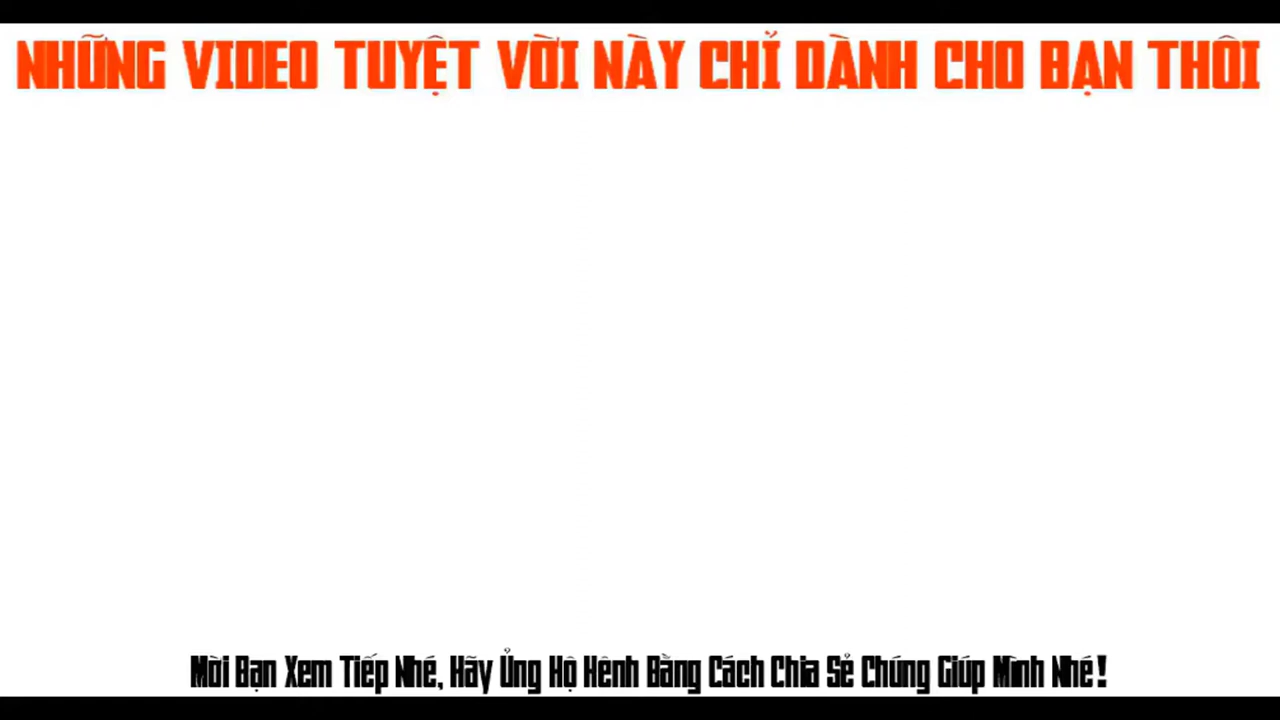 NHỮNG VIDEO TUYỆT VỜI NÀY CHỈ DÀNH CHO BẠN THÔI
Mời Bạn Xem Tiếp Nhé, Hãy Ủng Hộ Kênh Bằng Cách Chia Sẻ Chúng Giúp Mình Nhé!